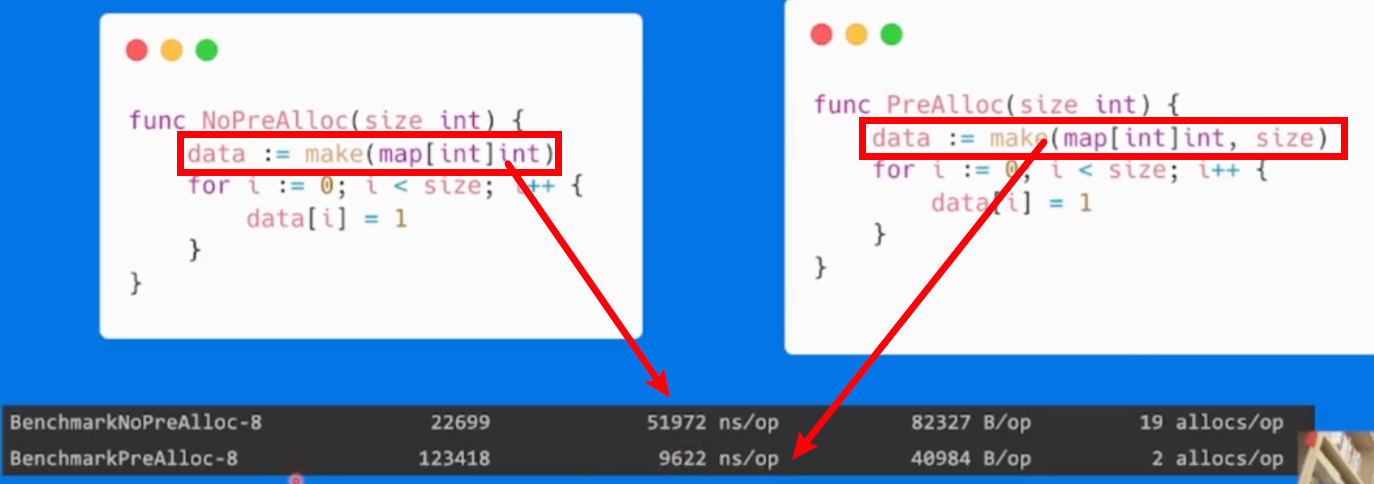 func NoPreAlloc(size int) {
data := make(map[int]int)
for i := 0; i < size; i++ {
data[i] = 1
}
}
func PreAlloc(size int) {
data := make(map[int]int, size)
for i := 0; i < size; i++ {
data[i] = 1
}
}
BenchmarkNoPreAlloc-8 22699 51972 ns/op 82327 B/op 19 allocs/op
BenchmarkPreAlloc-8 123418 9622 ns/op 40984 B/op 2 allocs/op